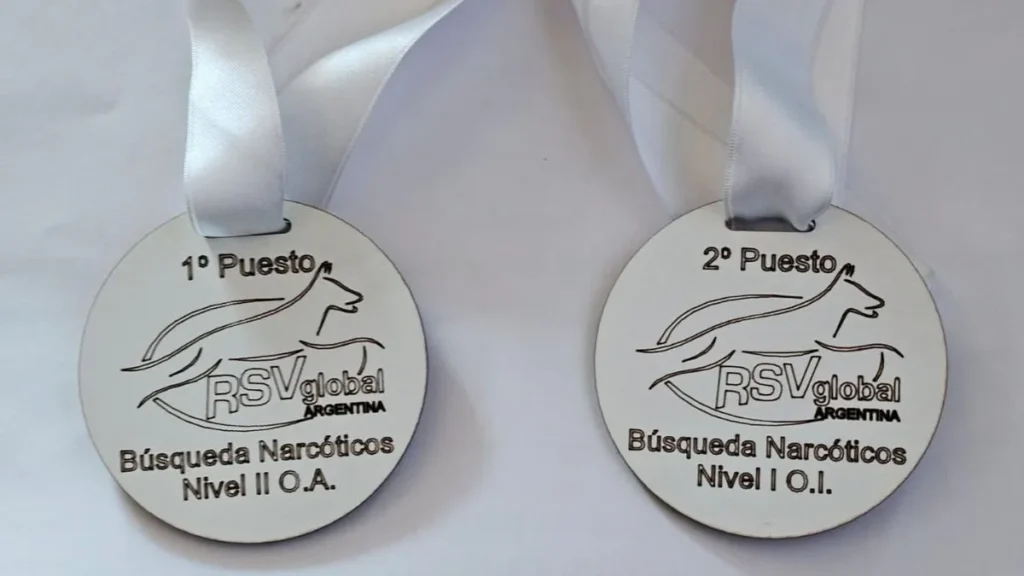 1º Puesto
RSVglobal
ARGENTINA
Búsqueda Narcóticos
Nivel II O.A.
2º Puesto
RSVglobal
ARGENTINA
Búsqueda Narcóticos
Nivel I O.I.